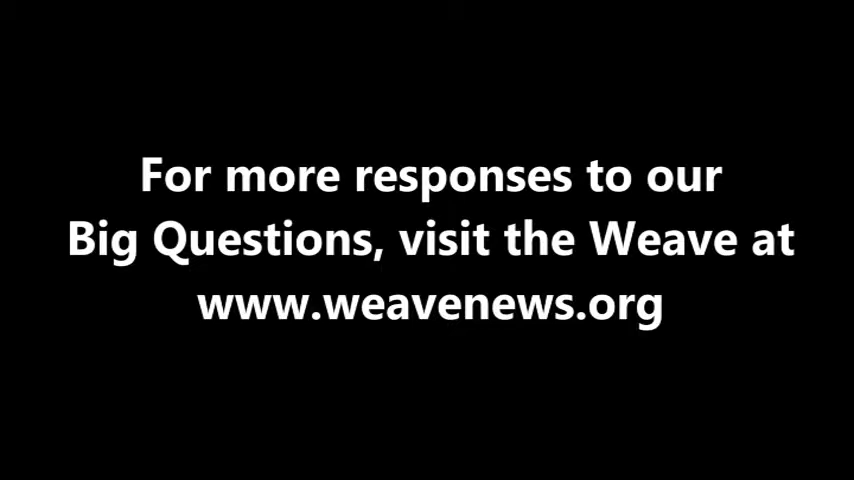 For more responses to our
Big Questions, visit the Weave at
www.weavenews.org